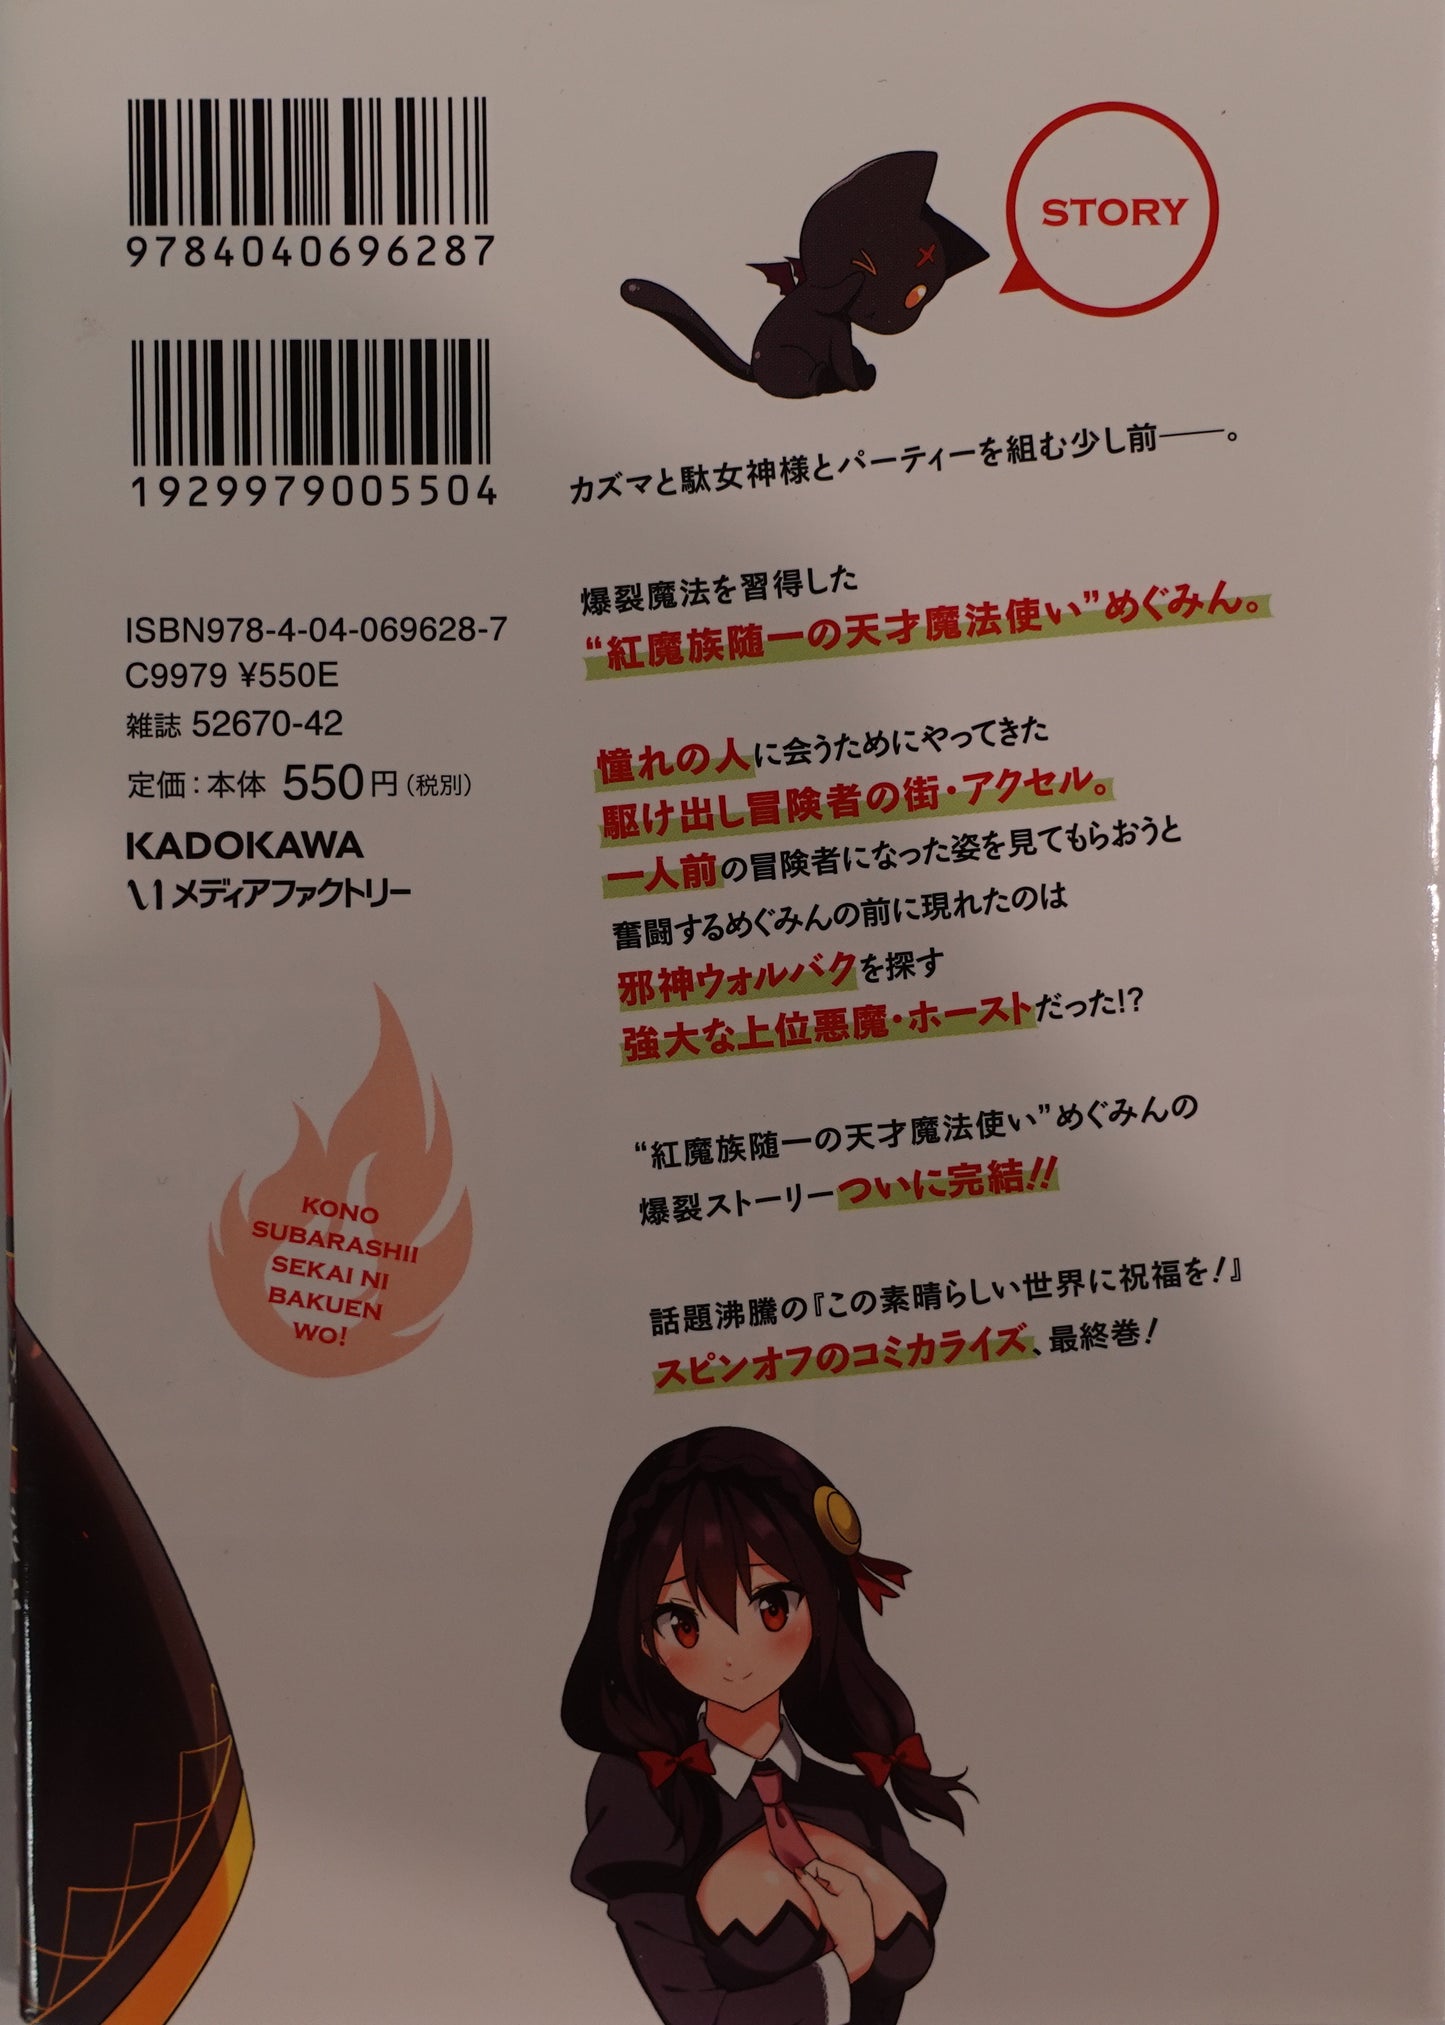 9784040696287
1929979005504
ISBN978-4-04-069628-7
C9979 ¥550E
雑誌 52670-42
定価：本体 550円（税別）
KADOKAWA
メディアファクトリー
KONO
SUBARASHII
SEKAI NI
BAKUEN
WO!
STORY
カズマと駄女神様とパーティーを組む少し前――。
爆裂魔法を習得した
“紅魔族随一の天才魔法使い”めぐみん。
憧れの人に会うためにやってきた
駆け出し冒険者の街・アクセル。
一人前の冒険者になった姿を見てもらおうと
奮闘するめぐみんの前に現れたのは
邪神ウォルバクを探す
強大な上位悪魔・ホーストだった!?
“紅魔族随一の天才魔法使い”めぐみんの
爆裂ストーリーついに完結!!
話題沸騰の『この素晴らしい世界に祝福を!』
スピンオフのコミカライズ、最終巻!